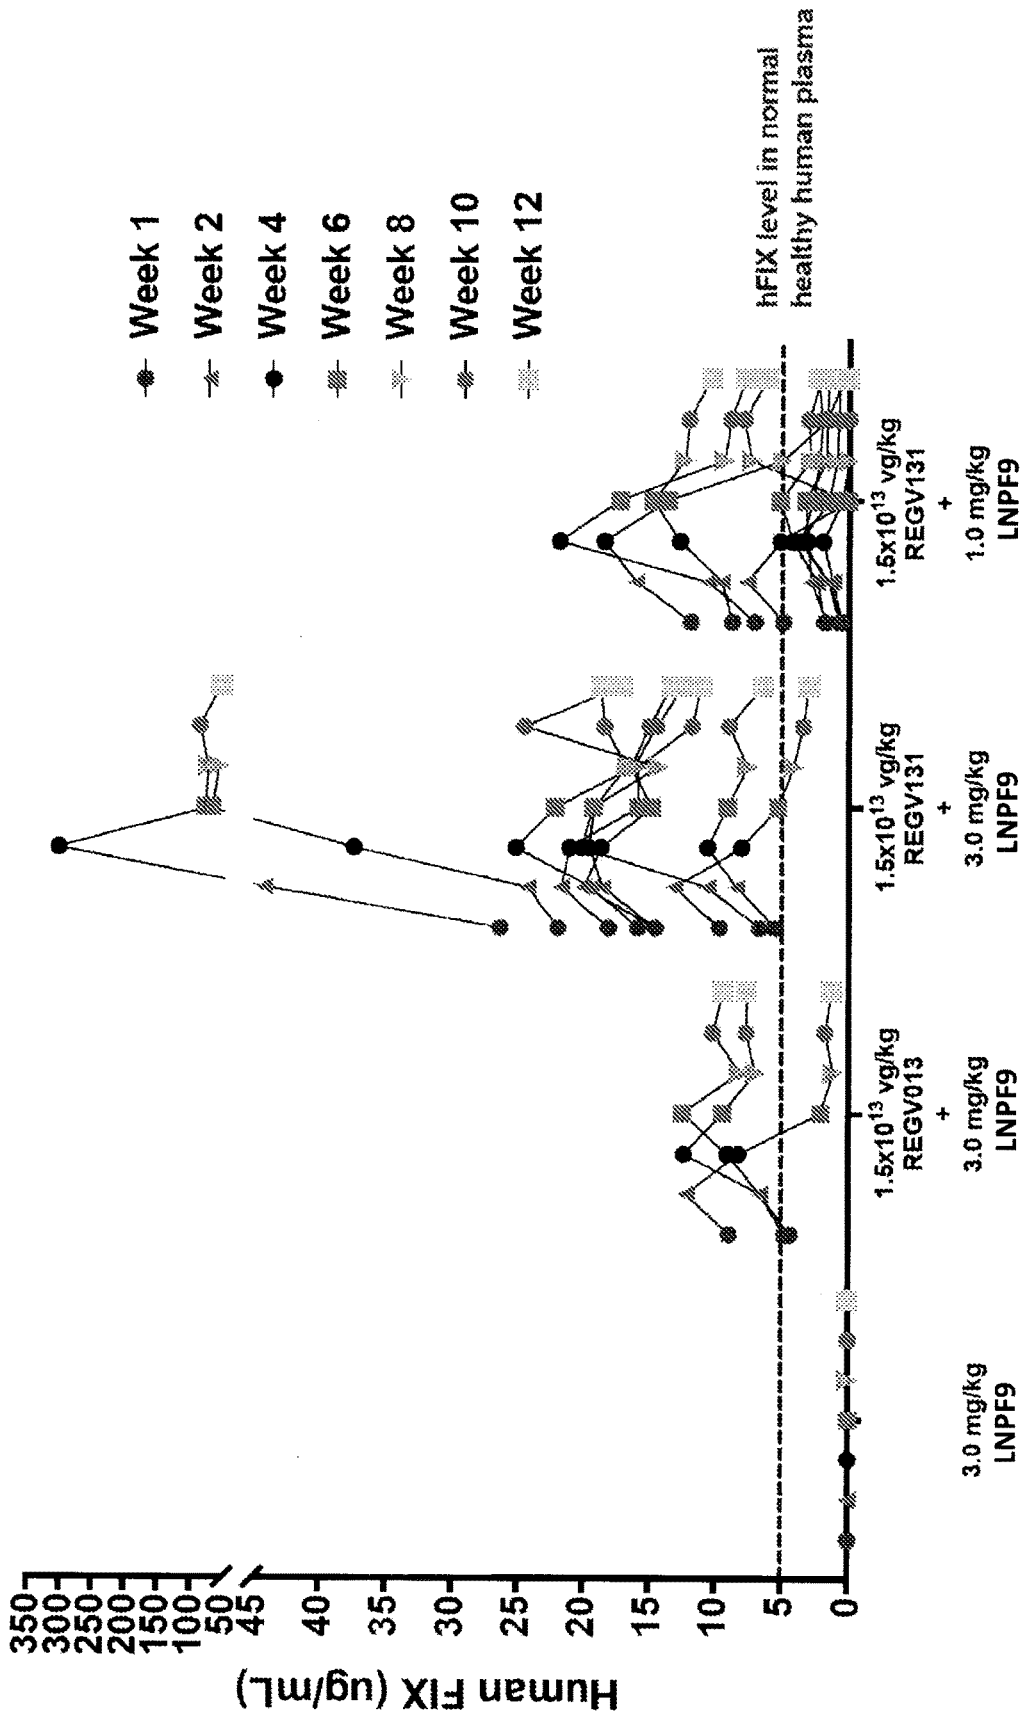 Human FIX (ug/mL)
350
300
250
200
150
100
50
45
40
35
30
25
20
15
10
5
0
Week 1
Week 2
Week 4
Week 6
Week 8
Week 10
Week 12
hFIX level in normal
healthy human plasma
3.0 mg/kg
LNPF9
1.5x10¹³ vg/kg
REGV013
+
3.0 mg/kg
LNPF9
1.5x10¹³ vg/kg
REGV131
+
3.0 mg/kg
LNPF9
1.5x10¹³ vg/kg
REGV131
+
1.0 mg/kg
LNPF9